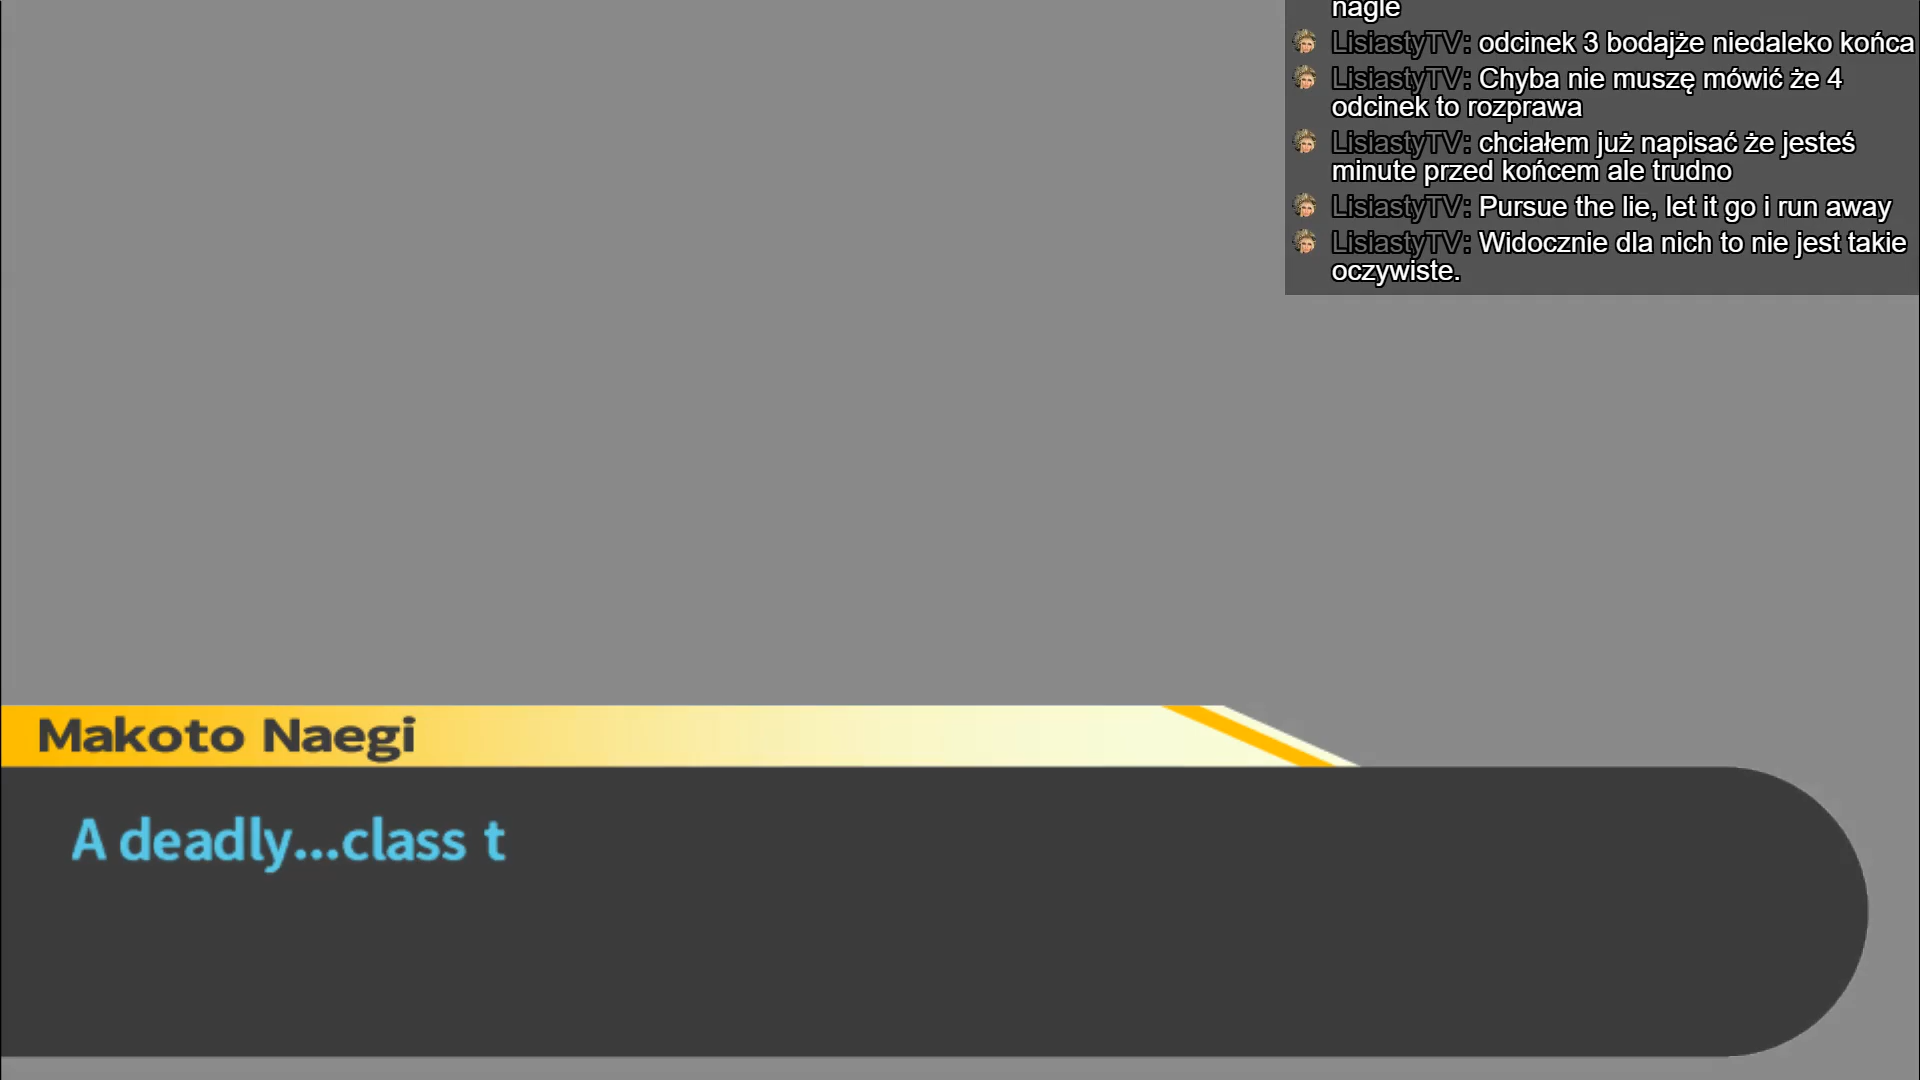 nagle
LisiastyTV: odcinek 3 bodajże niedaleko końca
LisiastyTV: Chyba nie muszę mówić że 4
odcinek to rozprawa
LisiastyTV: chciałem już napisać że jesteś
minute przed końcem ale trudno
LisiastyTV: Pursue the lie, let it go i run away
LisiastyTV: Widocznie dla nich to nie jest takie
oczywiste.
Makoto Naegi
A deadly...class t